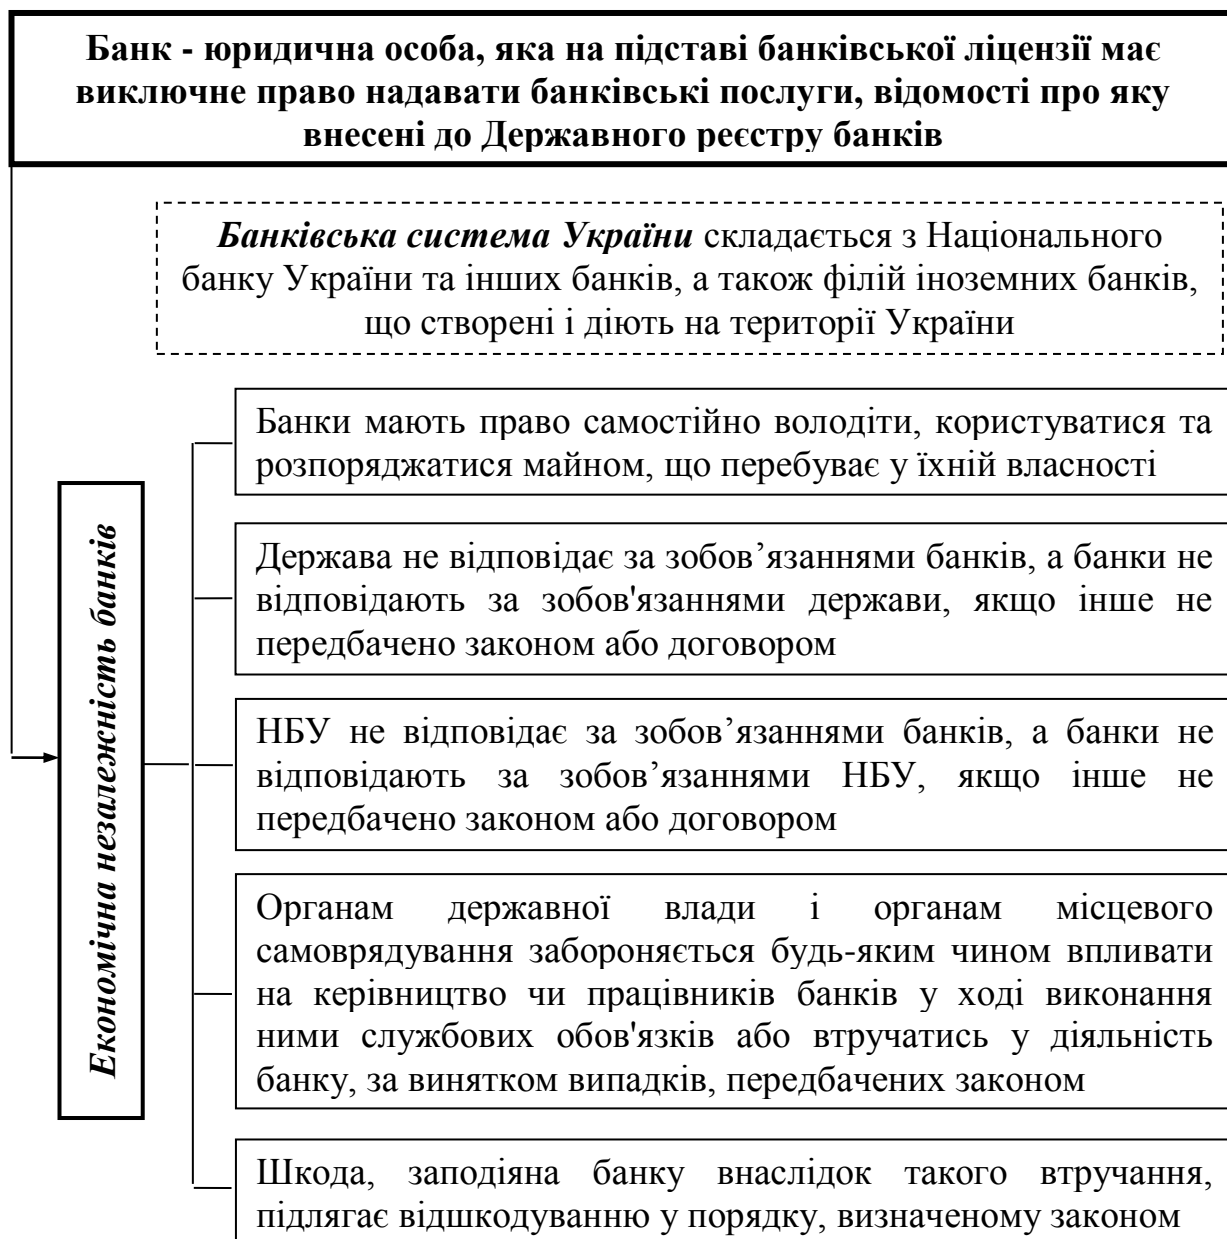 Банк - юридична особа, яка на підставі банківської ліцензії має
виключне право надавати банківські послуги, відомості про яку
внесені до Державного реєстру банків
Банківська система України складається з Національного
банку України та інших банків, а також філій іноземних банків,
що створені і діють на території України
Економічна незалежність банків
Банки мають право самостійно володіти, користуватися та
розпоряджатися майном, що перебуває у їхній власності
Держава не відповідає за зобов’язаннями банків, а банки не
відповідають за зобов'язаннями держави, якщо інше не
передбачено законом або договором
НБУ не відповідає за зобов’язаннями банків, а банки не
відповідають за зобов’язаннями НБУ, якщо інше не
передбачено законом або договором
Органам державної влади і органам місцевого
самоврядування забороняється будь-яким чином впливати
на керівництво чи працівників банків у ході виконання
ними службових обов'язків або втручатись у діяльність
банку, за винятком випадків, передбачених законом
Шкода, заподіяна банку внаслідок такого втручання,
підлягає відшкодуванню у порядку, визначеному законом